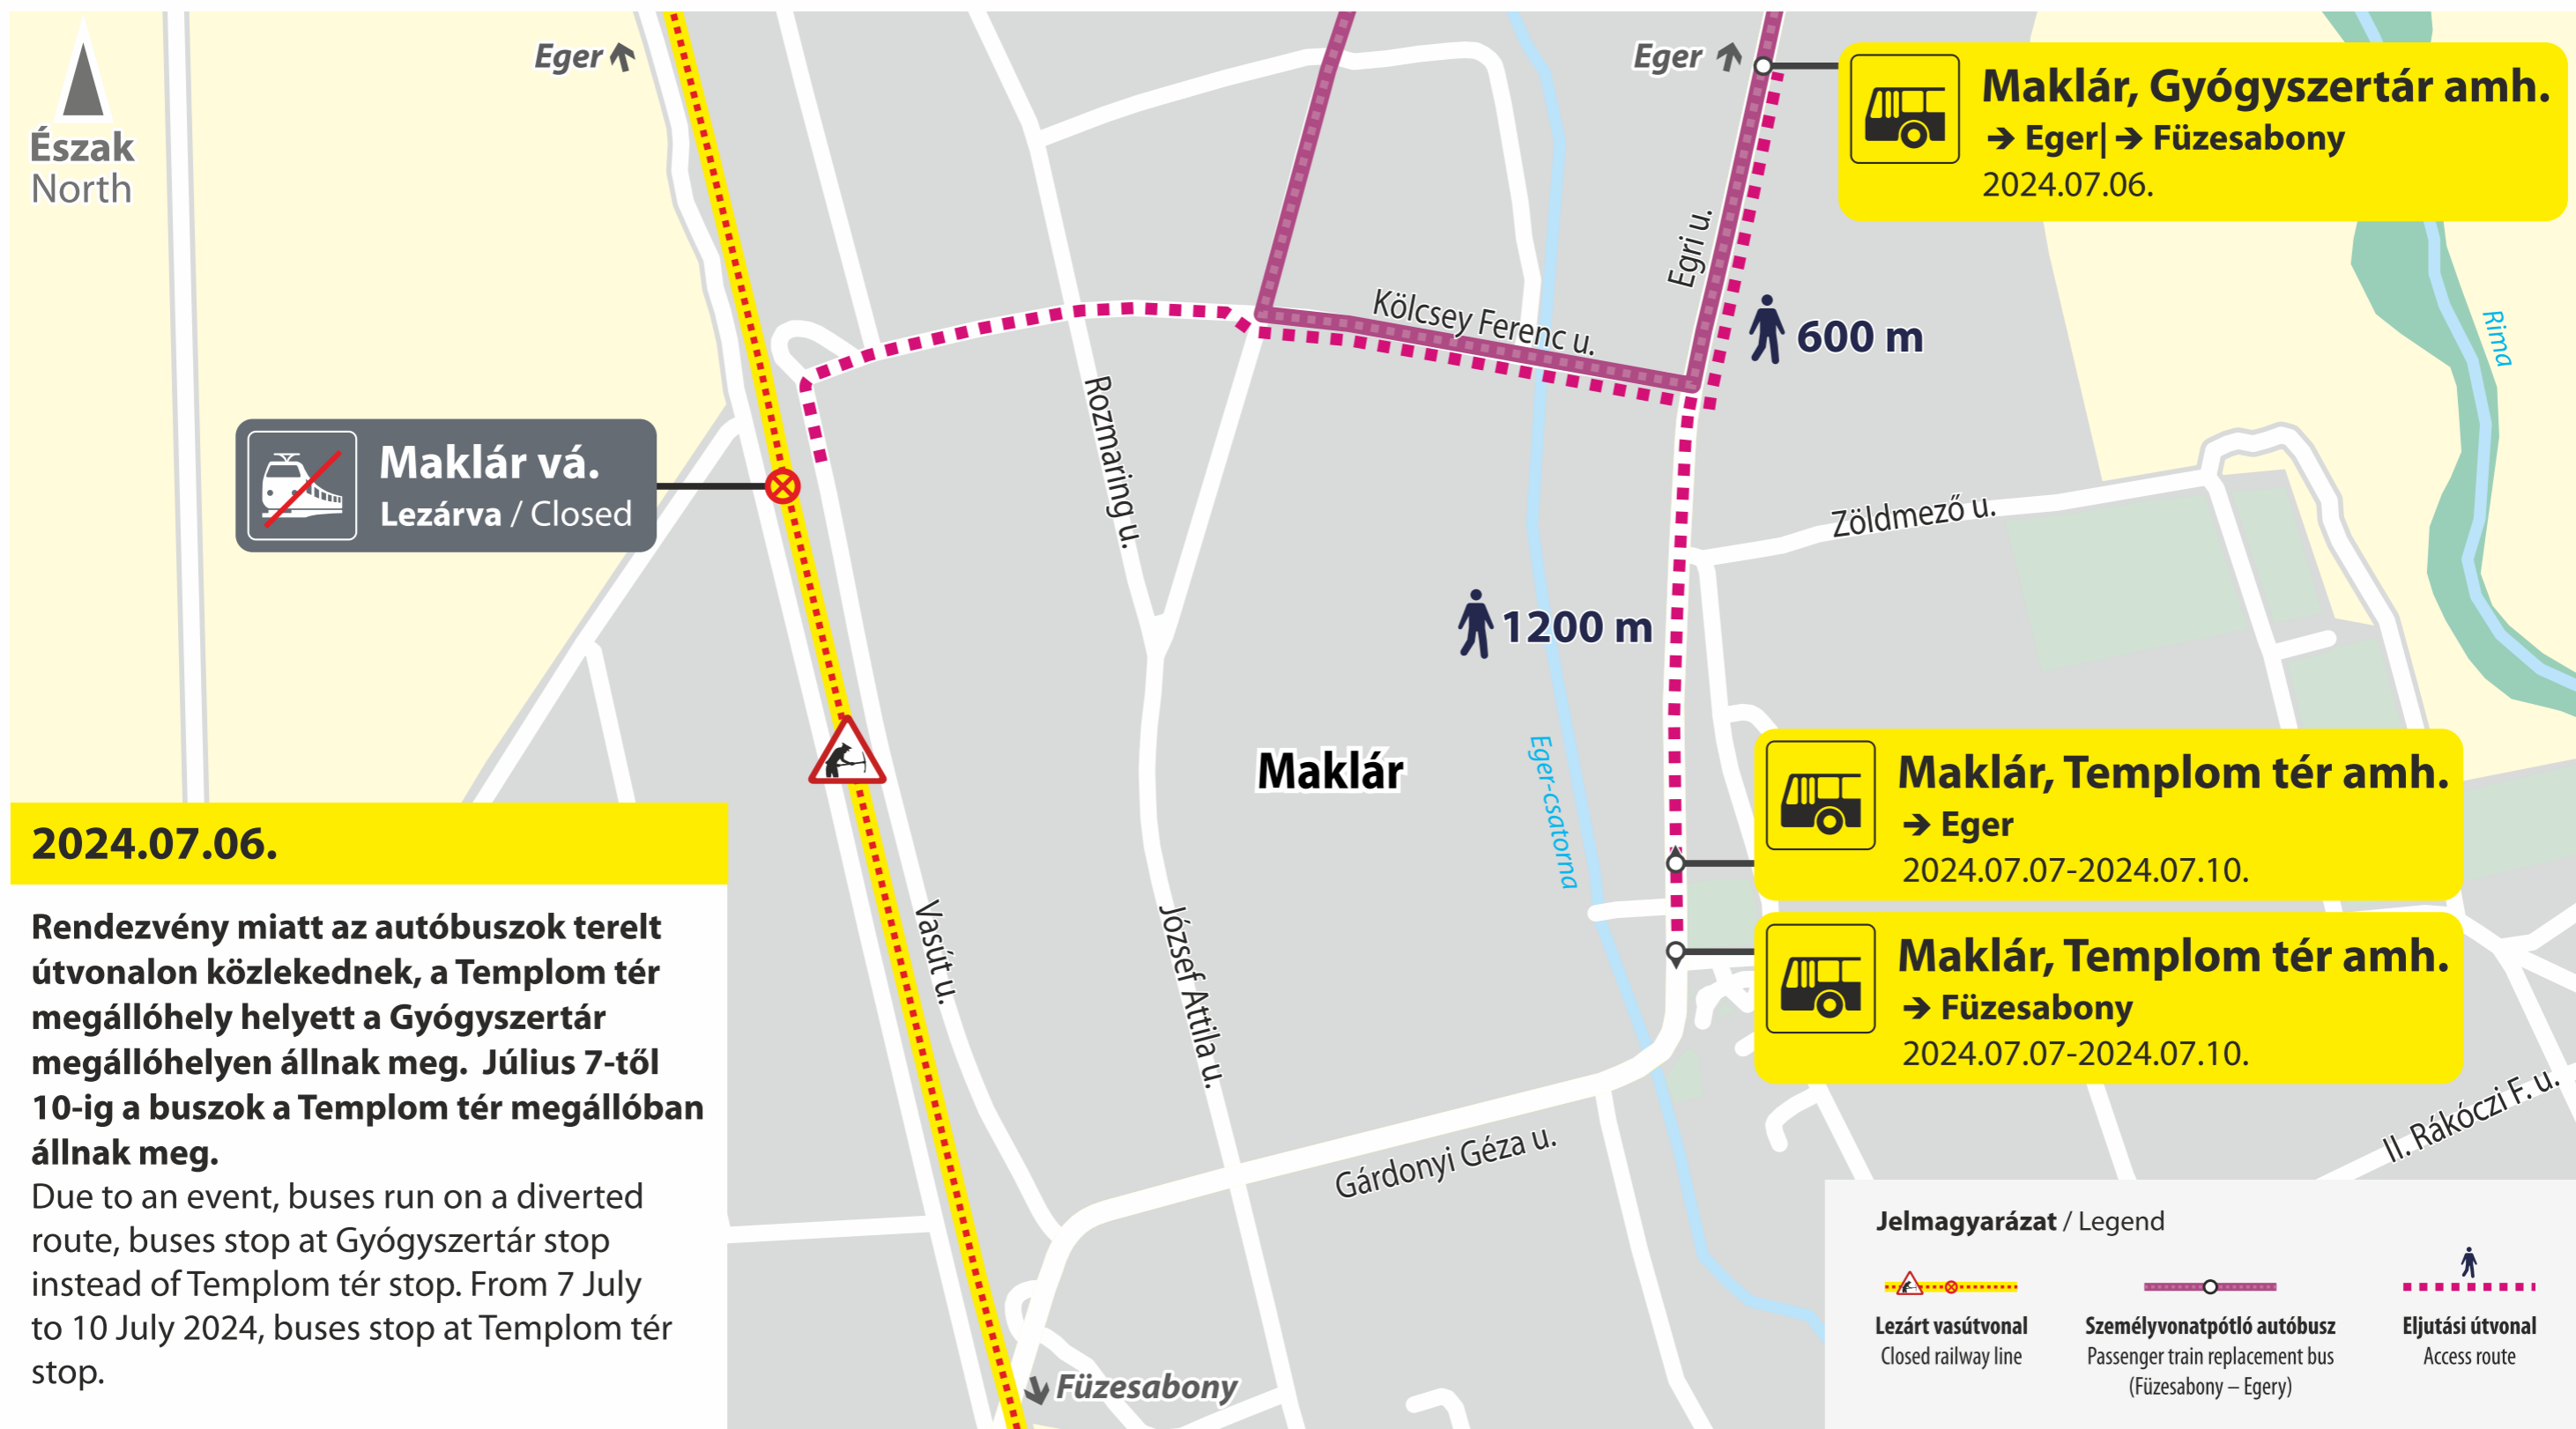 Észak
North
Eger
Eger
Maklár, Gyógyszertár amh.
➔ Eger| ➔ Füzesabony
2024.07.06.
Egri u.
Kölcsey Ferenc u.
600 m
Rima
Rozmaring u.
Maklár vá.
Lezárva / Closed
Zöldmező u.
1200 m
Maklár
Eger-csatorna
Maklár, Templom tér amh.
➔ Eger
2024.07.07-2024.07.10.
Maklár, Templom tér amh.
➔ Füzesabony
2024.07.07-2024.07.10.
Vasút u.
József Attila u.
Gárdonyi Géza u.
II. Rákóczi F. u.
Füzesabony
2024.07.06.
Rendezvény miatt az autóbuszok terelt
útvonalon közlekednek, a Templom tér
megállóhely helyett a Gyógyszertár
megállóhelyen állnak meg. Július 7-től
10-ig a buszok a Templom tér megállóban
állnak meg.
Due to an event, buses run on a diverted
route, buses stop at Gyógyszertár stop
instead of Templom tér stop. From 7 July
to 10 July 2024, buses stop at Templom tér
stop.
Jelmagyarázat / Legend
Lezárt vasútvonal
Closed railway line
Személyvonatpótló autóbusz
Passenger train replacement bus
(Füzesabony – Egery)
Eljutási útvonal
Access route